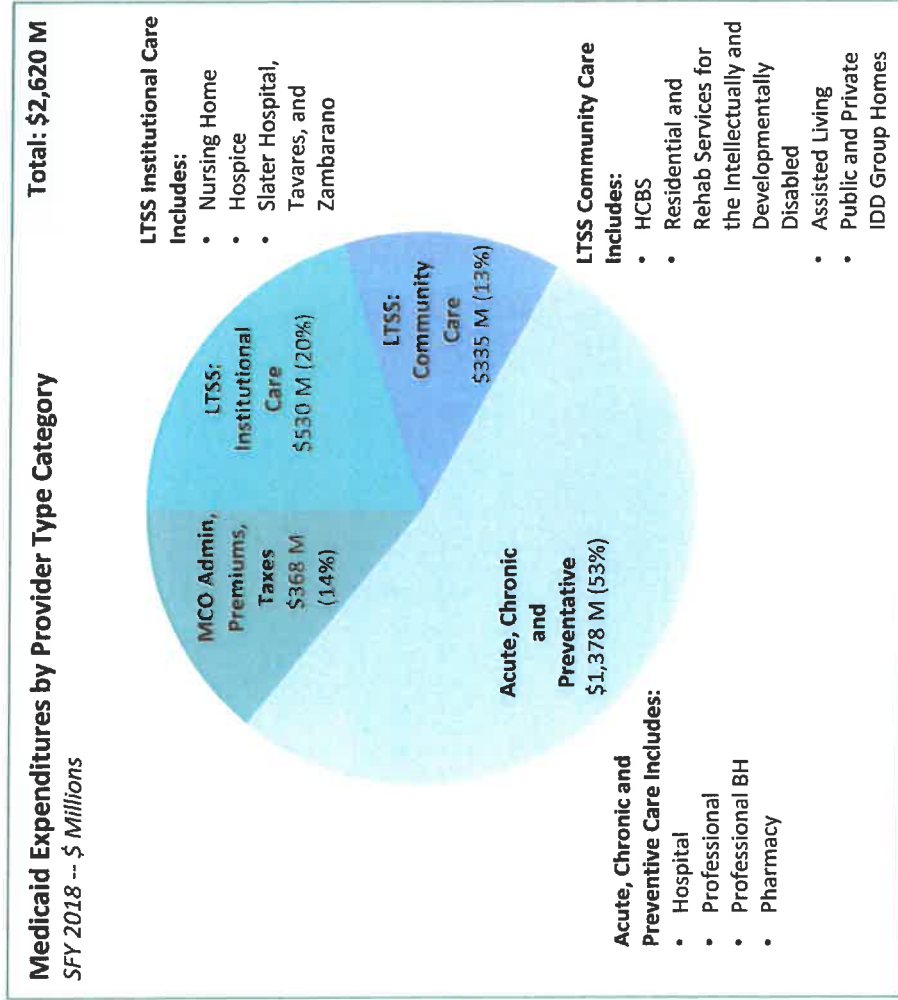 Medicaid Expenditures by Provider Type Category
Total: $2,620 M
SFY 2018 -- $ Millions
MCO Admin,
Premiums,
Taxes
$368 M
(14%)
LTSS:
Institutional
Care
$530 M (20%)
LTSS:
Community
Care
$335 M (13%)
Acute, Chronic
and
Preventative
$1,378 M (53%)
LTSS Institutional Care
Includes:
• Nursing Home
• Hospice
• Slater Hospital,
Tavares, and
Zambarano
LTSS Community Care
Includes:
• HCBS
• Residential and
Rehab Services for
the Intellectually and
Developmentally
Disabled
• Assisted Living
• Public and Private
IDD Group Homes
Acute, Chronic and
Preventive Care Includes:
• Hospital
• Professional
• Professional BH
• Pharmacy